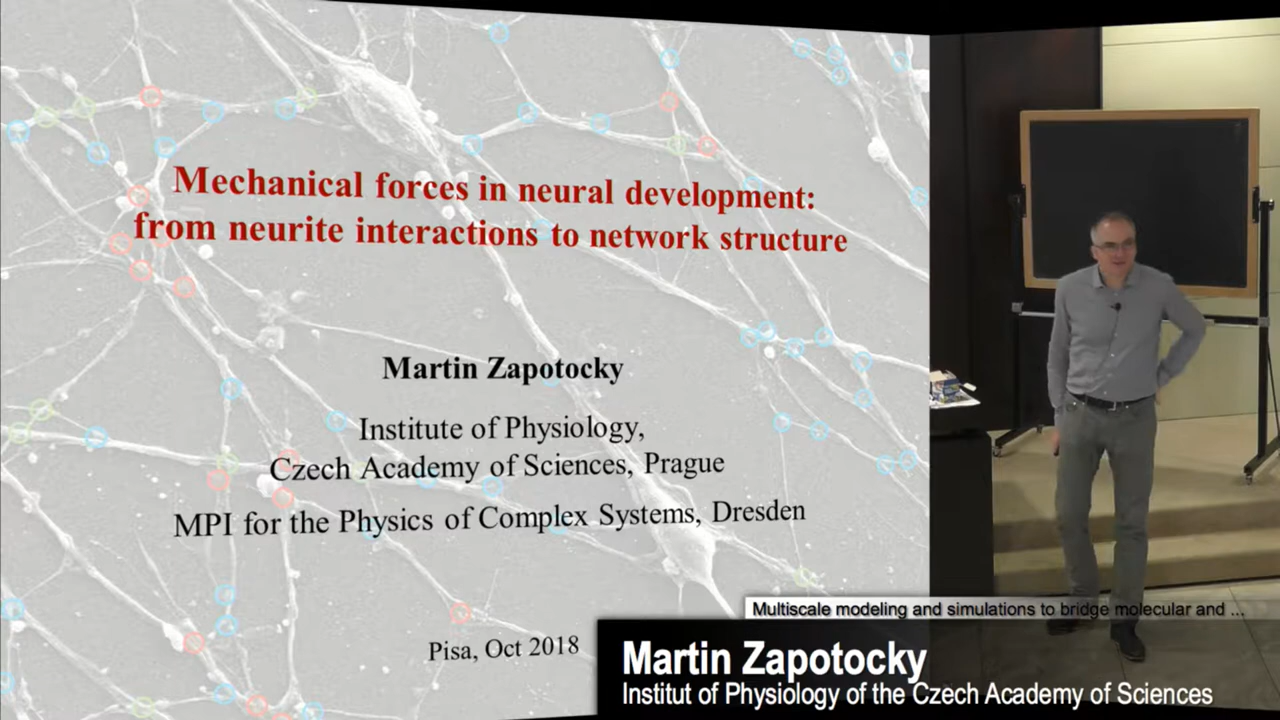 Mechanical forces in neural development:
from neurite interactions to network structure
Martin Zapotocky
Institute of Physiology,
Czech Academy of Sciences, Prague
MPI for the Physics of Complex Systems, Dresden
Pisa, Oct 2018
Multiscale modeling and simulations to bridge molecular and ...
Martin Zapotocky
Institut of Physiology of the Czech Academy of Sciences